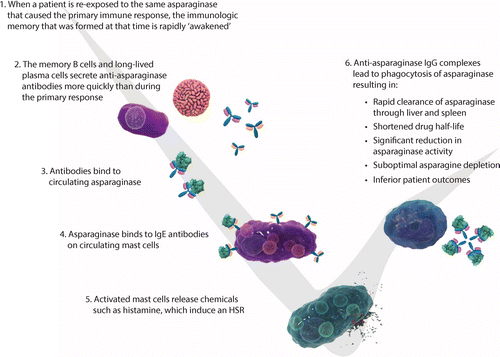 1. When a patient is re-exposed to the same asparaginase
that caused the primary immune response, the immunologic
memory that was formed at that time is rapidly ‘awakened’
2. The memory B cells and long-lived
plasma cells secrete anti-asparaginase
antibodies more quickly than during
the primary response
3. Antibodies bind to
circulating asparaginase
4. Asparaginase binds to IgE antibodies
on circulating mast cells
5. Activated mast cells release chemicals
such as histamine, which induce an HSR
6. Anti-asparaginase IgG complexes
lead to phagocytosis of asparaginase
resulting in:
• Rapid clearance of asparaginase
through liver and spleen
• Shortened drug half-life
• Significant reduction in
asparaginase activity
• Suboptimal asparagine depletion
• Inferior patient outcomes